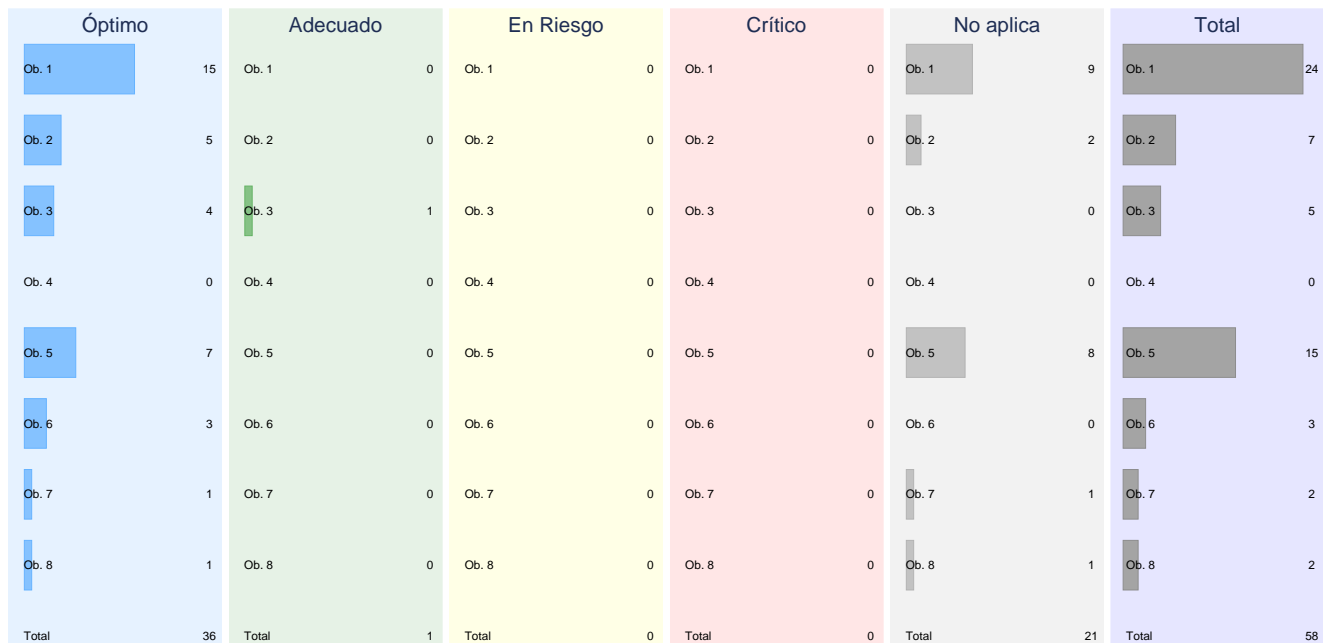 Óptimo Adecuado En Riesgo Crítico No aplica Total
Ob. 1 15 Ob. 1 0 Ob. 1 0 Ob. 1 0 Ob. 1 9 Ob. 1 24
Ob. 2 5 Ob. 2 0 Ob. 2 0 Ob. 2 0 Ob. 2 2 Ob. 2 7
Ob. 3 4 Ob. 3 1 Ob. 3 0 Ob. 3 0 Ob. 3 0 Ob. 3 5
Ob. 4 0 Ob. 4 0 Ob. 4 0 Ob. 4 0 Ob. 4 0 Ob. 4 0
Ob. 5 7 Ob. 5 0 Ob. 5 0 Ob. 5 0 Ob. 5 8 Ob. 5 15
Ob. 6 3 Ob. 6 0 Ob. 6 0 Ob. 6 0 Ob. 6 0 Ob. 6 3
Ob. 7 1 Ob. 7 0 Ob. 7 0 Ob. 7 0 Ob. 7 1 Ob. 7 2
Ob. 8 1 Ob. 8 0 Ob. 8 0 Ob. 8 0 Ob. 8 1 Ob. 8 2
Total 36 Total 1 Total 0 Total 0 Total 21 Total 58